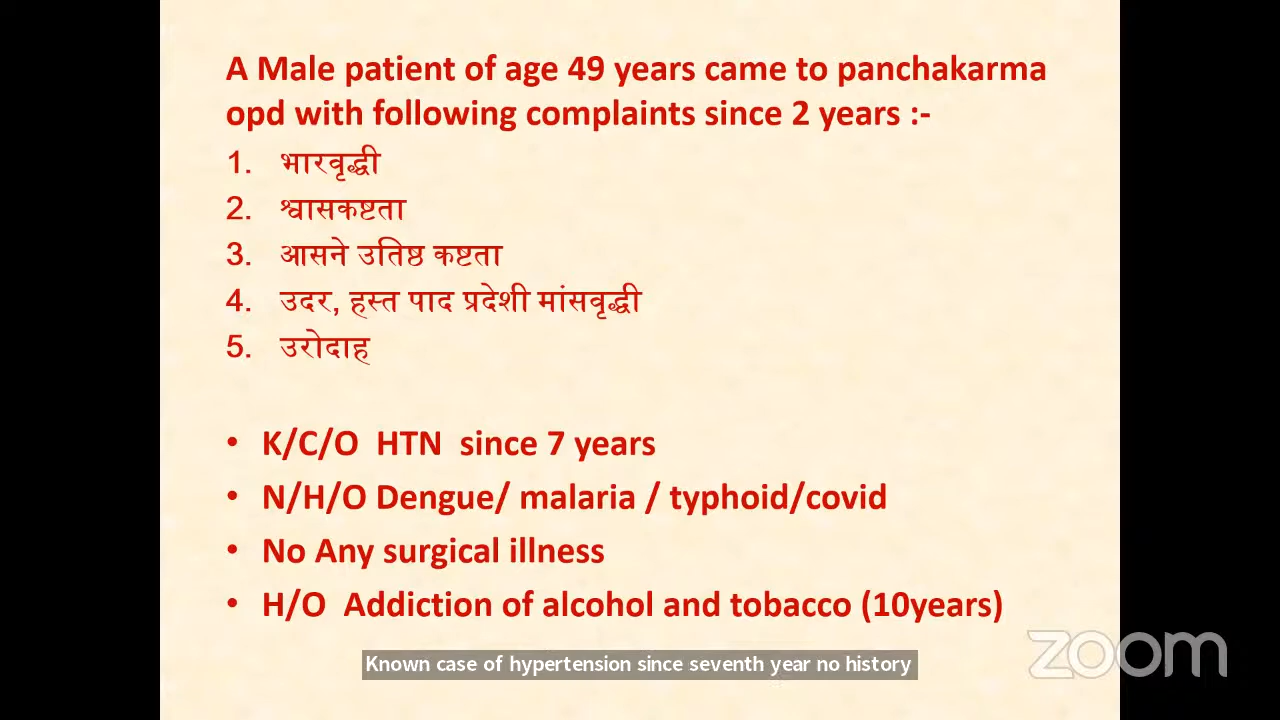 A Male patient of age 49 years came to panchakarma
opd with following complaints since 2 years :-
1. भारवृद्धी
2. श्वासकष्टता
3. आसने उतिष्ठ कष्टता
4. उदर, हस्त पाद प्रदेशी मांसवृद्धी
5. उरोदाह
• K/C/O HTN since 7 years
• N/H/O Dengue/ malaria / typhoid/covid
• No Any surgical illness
• H/O Addiction of alcohol and tobacco (10years)
zoom
Known case of hypertension since seventh year no history